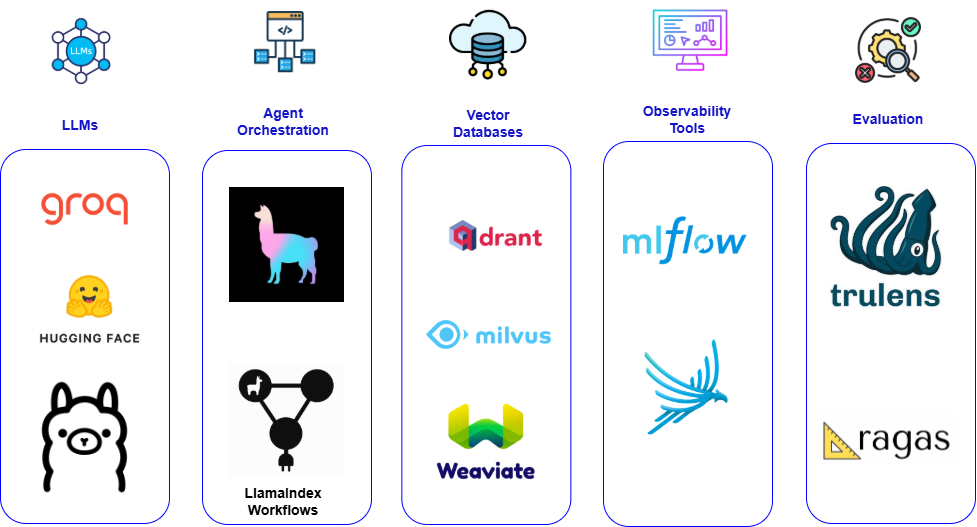 LLMs
LLMs
Agent
Orchestration
Vector
Databases
Observability
Tools
Evaluation
groq
HUGGING FACE
LlamaIndex
Workflows
qdrant
milvus
Weaviate
mlflow
trulens
ragas